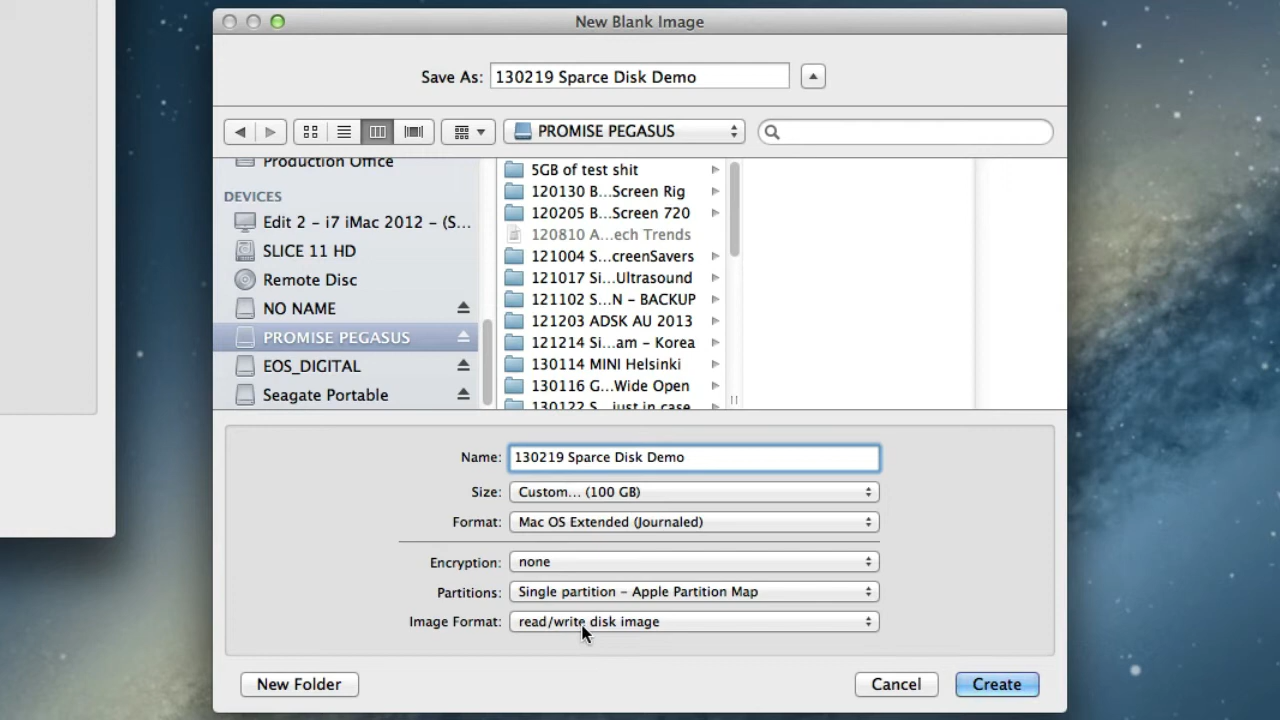 New Blank Image
Save As: 130219 Sparce Disk Demo
PROMISE PEGASUS
Production Office
DEVICES
Edit 2 - i7 iMac 2012 - (S...
SLICE 11 HD
Remote Disc
NO NAME
PROMISE PEGASUS
EOS_DIGITAL
Seagate Portable
5GB of test shit
120130 B...Screen Rig
120205 B...Screen 720
120810 A...ech Trends
121004 S...creenSavers
121017 Si...Ultrasound
121102 S...N - BACKUP
121203 ADSK AU 2013
121214 Si...am - Korea
130114 MINI Helsinki
130116 G...Wide Open
130122 S...just in case
Name: 130219 Sparce Disk Demo
Size: Custom... (100 GB)
Format: Mac OS Extended (Journaled)
Encryption: none
Partitions: Single partition - Apple Partition Map
Image Format: read/write disk image
New Folder
Cancel
Create